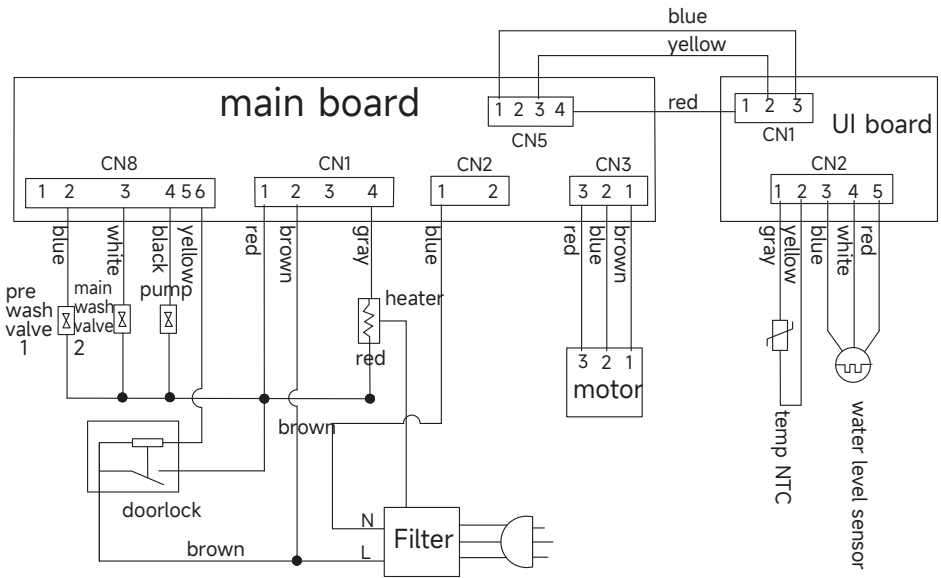 blue
yellow
main board
1 2 3 4
red
1 2 3
CN5
CN1
UI board
CN8
CN1
CN2
CN3
CN2
1 2 3 4 5 6
1 2 3 4
1 2
3 2 1
1 2 3 4 5
blue
white
black
yellow
red
brown
gray
blue
red
blue
brown
gray
yellow
blue
white
red
pre
wash
valve
1
main
wash
valve
2
pump
heater
red
3 2 1
motor
temp NTC
water level sensor
brown
doorlock
N
L
Filter
brown